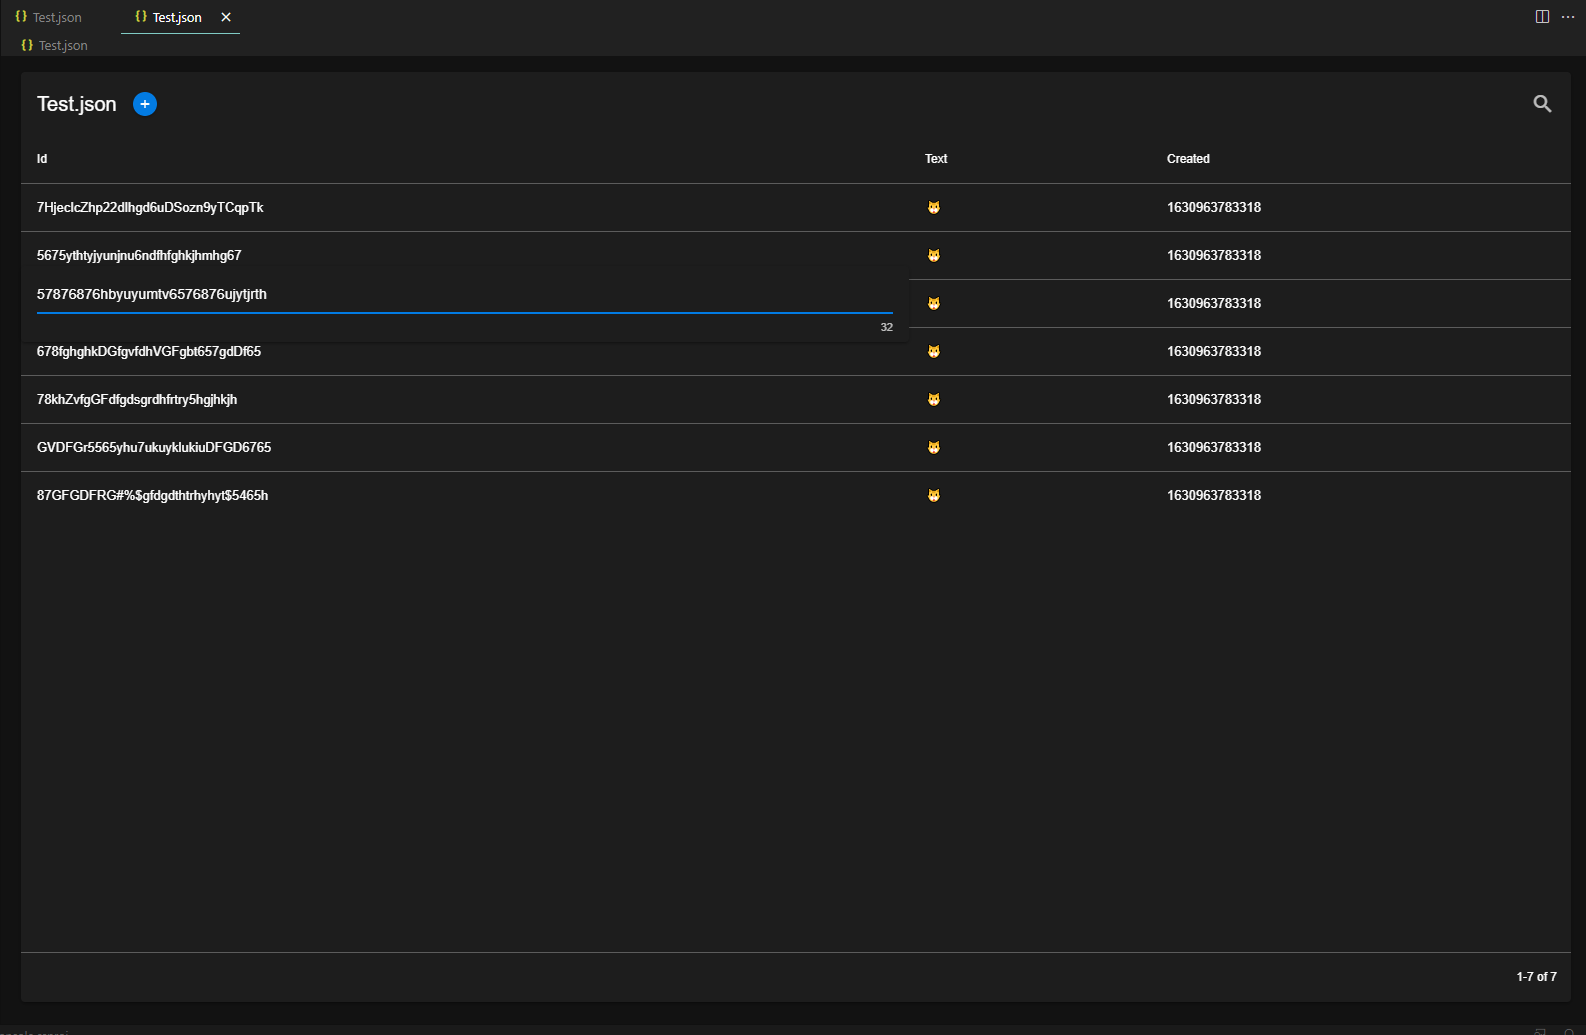 Test.json Test.json
Test.json
Test.json
Id Text Created
7HjeclcZhp22dlhgd6uDSozn9yTCqpTk 🐹 1630963783318
5675ythtyjyunjnu6ndfhfghkjhmhg67 🐹 1630963783318
57876876hbyuyumtv6576876ujytjrth 🐹 1630963783318
32
678fghghkDGfgvfdhVGFgbt657gdDf65 🐹 1630963783318
78khZvfgGFdfgdsgrdhfrtry5hgjhkjh 🐹 1630963783318
GVDFGr5565yhu7ukuyklukiuDFGD6765 🐹 1630963783318
87GFGDFRG#%$gfdgdthtrhyhyt$5465h 🐹 1630963783318
1-7 of 7